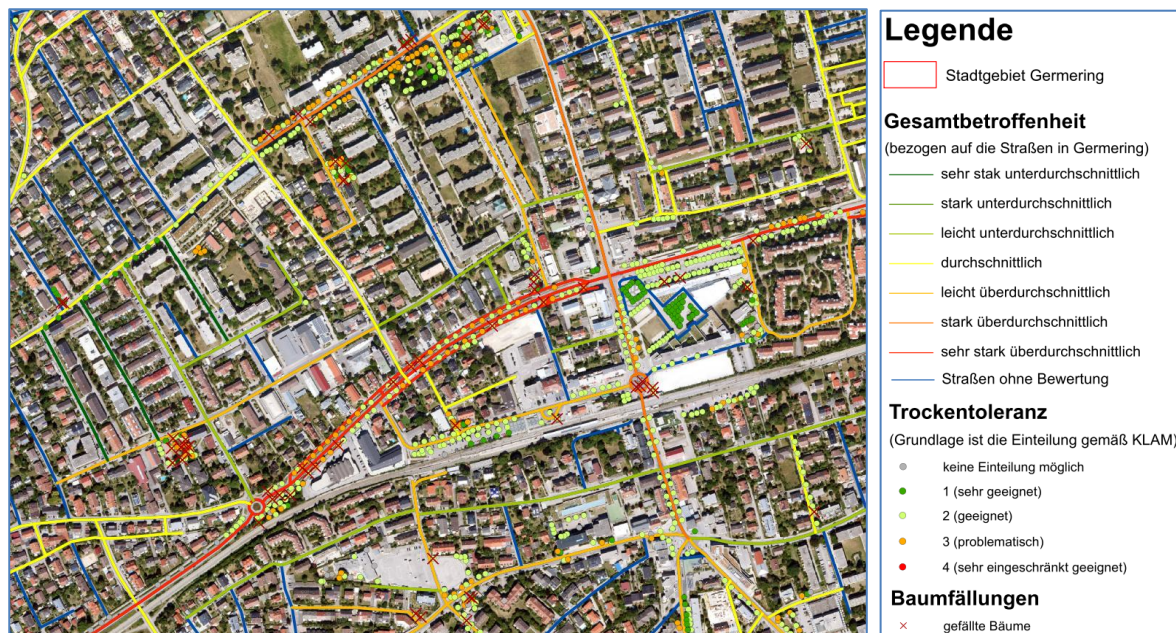 Legende
Stadtgebiet Germering
Gesamtbetroffenheit
(bezogen auf die Straßen in Germering)
sehr stak unterdurchschnittlich
stark unterdurchschnittlich
leicht unterdurchschnittlich
durchschnittlich
leicht überdurchschnittlich
stark überdurchschnittlich
sehr stark überdurchschnittlich
Straßen ohne Bewertung
Trockentoleranz
(Grundlage ist die Einteilung gemäß KLAM)
keine Einteilung möglich
1 (sehr geeignet)
2 (geeignet)
3 (problematisch)
4 (sehr eingeschränkt geeignet)
Baumfällungen
gefällte Bäume